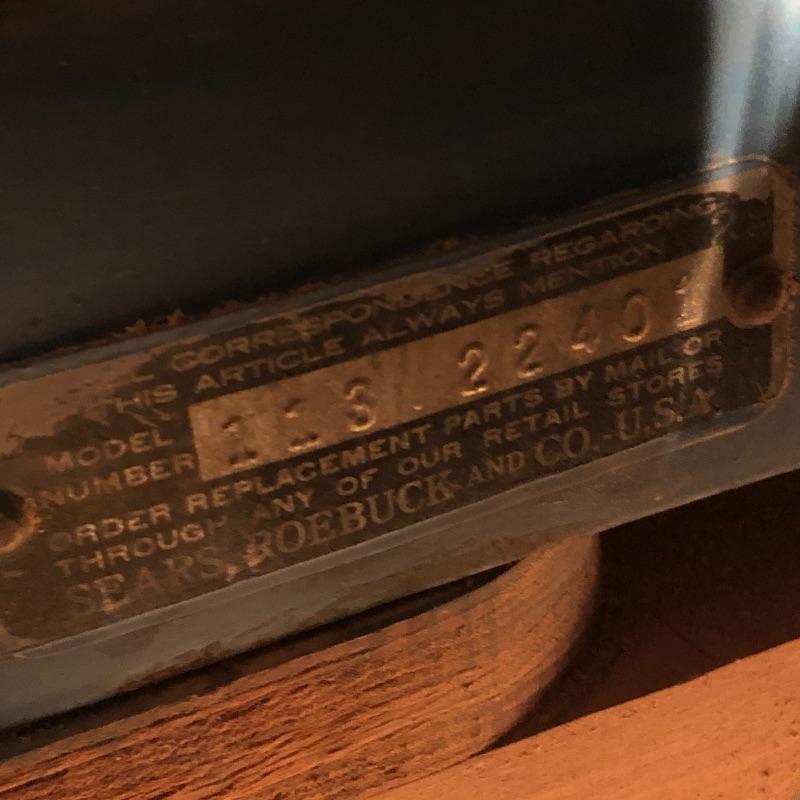 CORRESPONDENCE REGARDING
THIS ARTICLE ALWAYS MENTION
MODEL NUMBER 113.22401
ORDER REPLACEMENT PARTS BY MAIL OR
THROUGH ANY OF OUR RETAIL STORES
SEARS, ROEBUCK AND CO.-U.S.A.